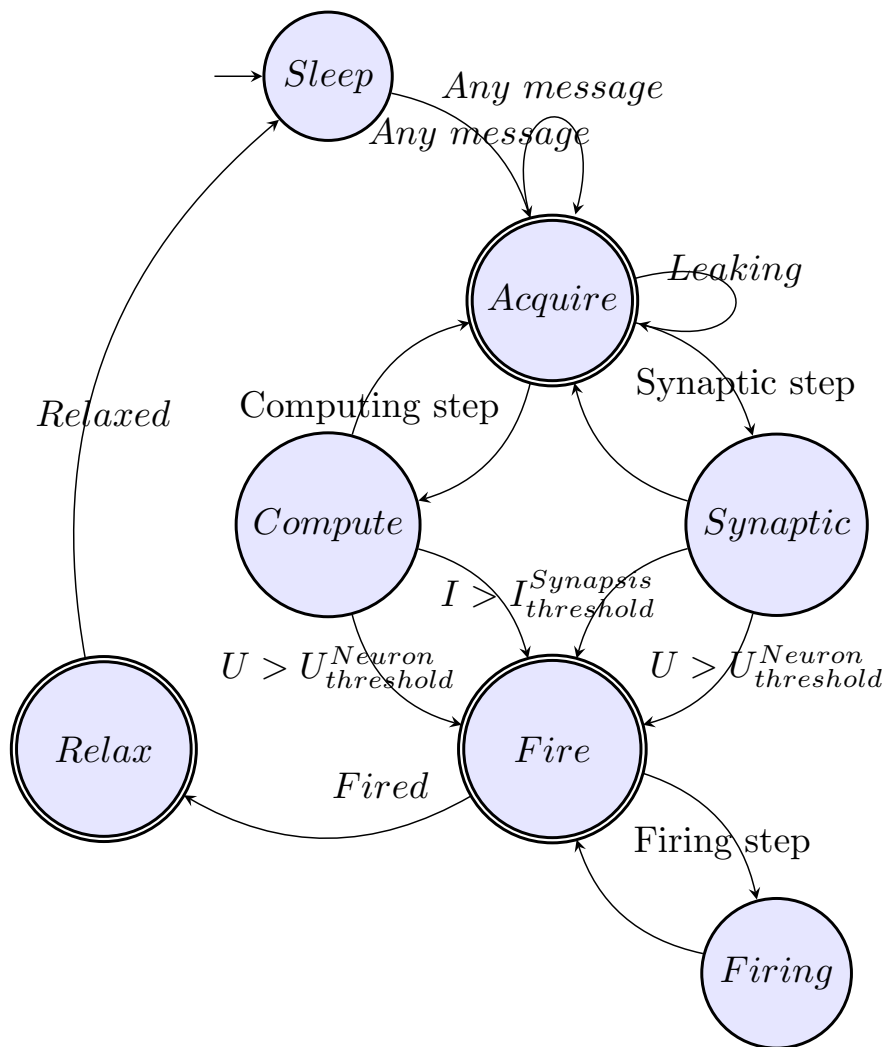 Sleep
Any message
Any message
Leaking
Acquire
Synaptic step
Computing step
Relaxed
Compute
Synaptic
I > I^{Synapsis}_{threshold}
U > U^{Neuron}_{threshold}
U > U^{Neuron}_{threshold}
Relax
Fire
Fired
Firing step
Firing